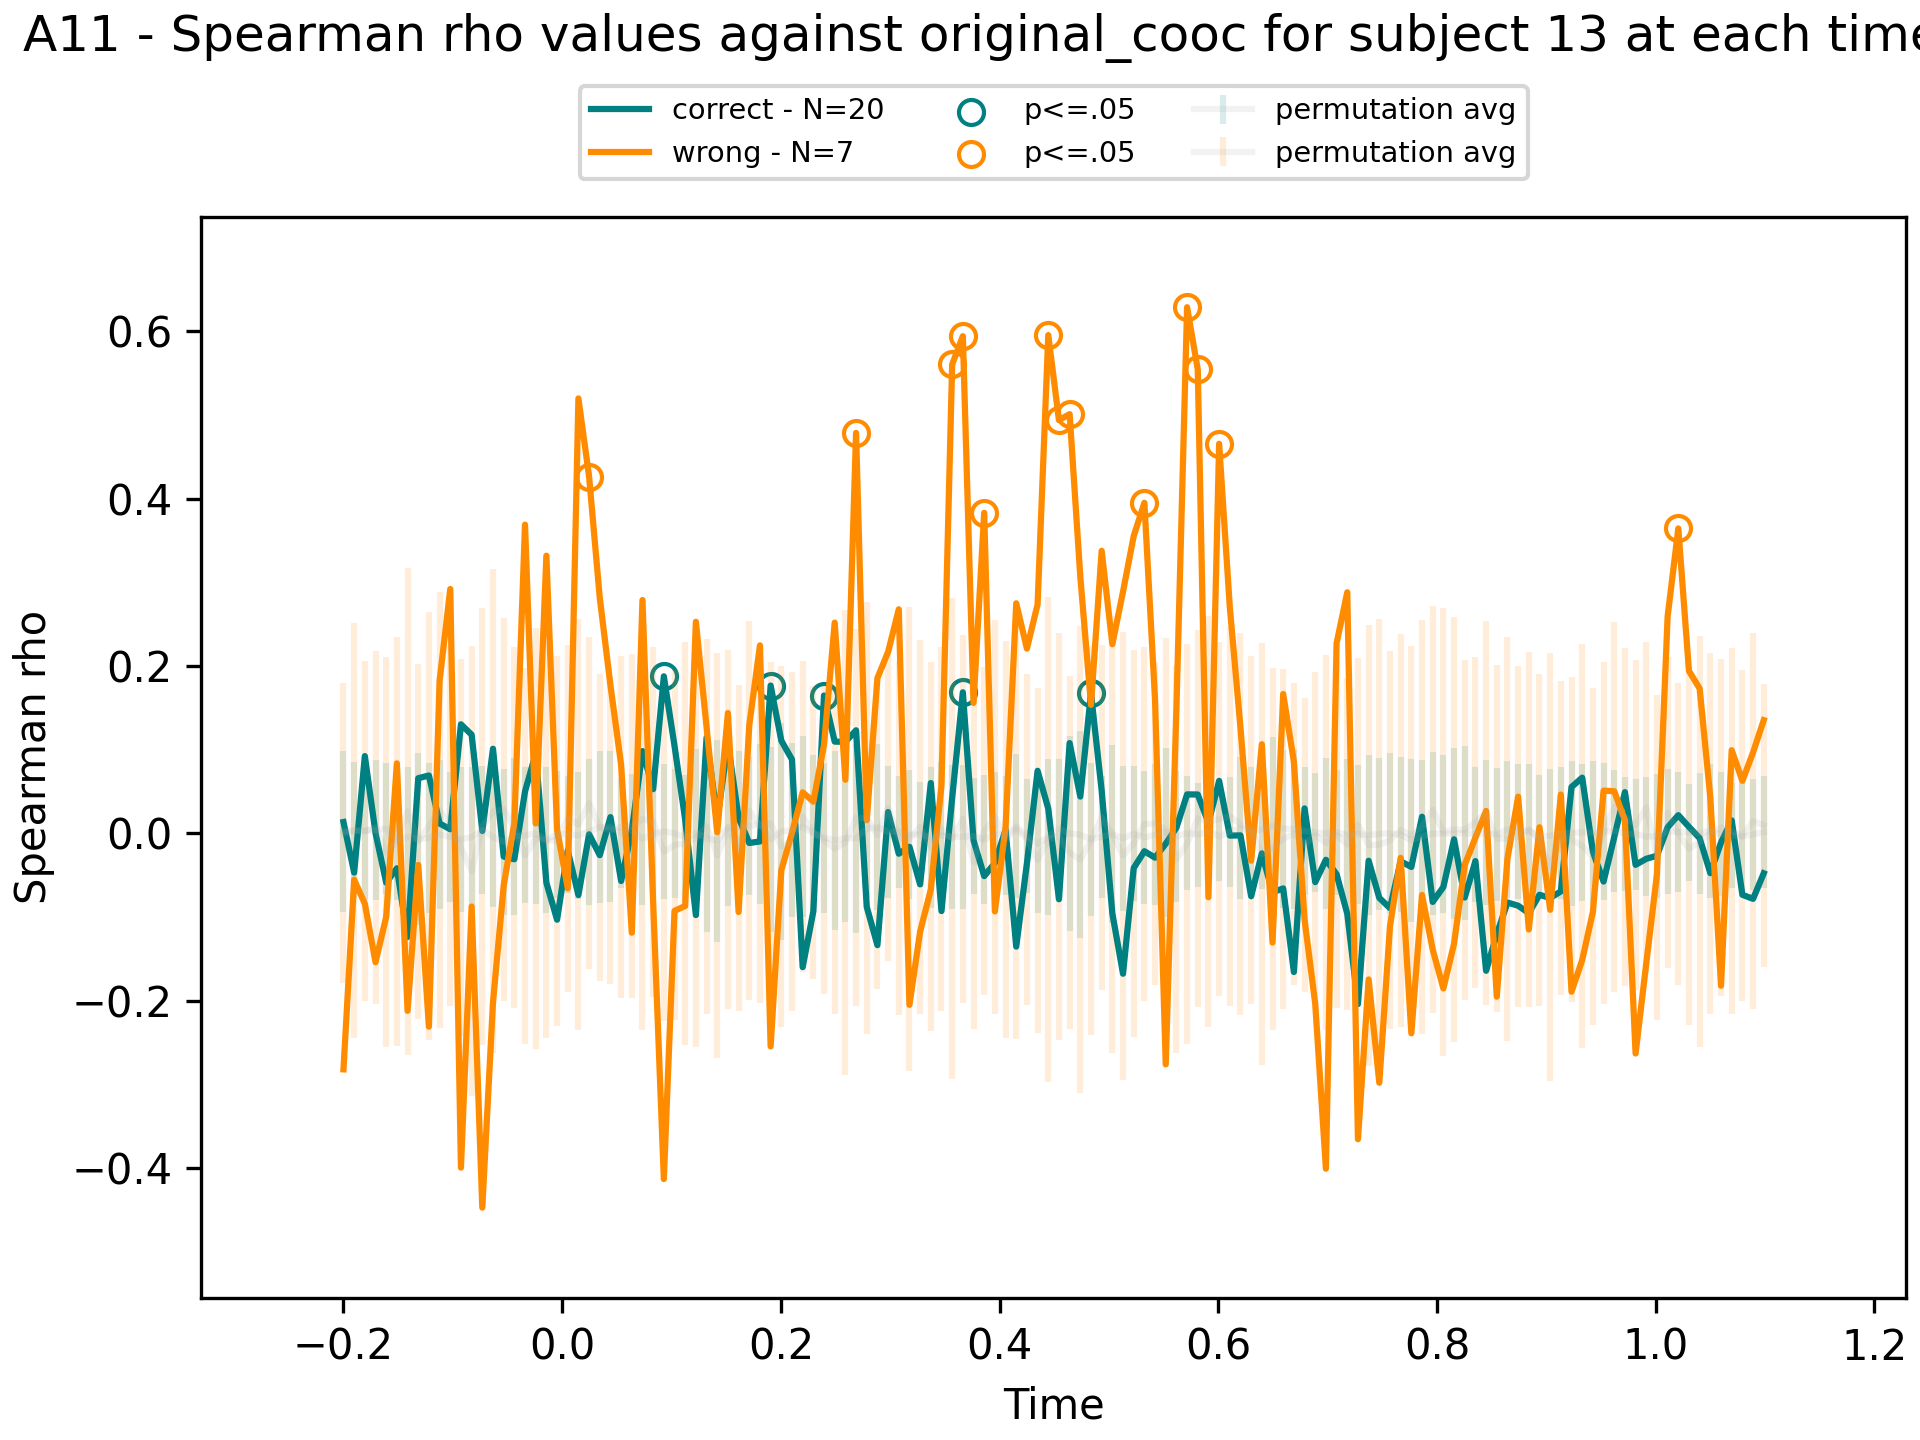 A11 - Spearman rho values against original_cooc for subject 13 at each time
correct - N=20 p<=.05 permutation avg
wrong - N=7 p<=.05 permutation avg
Spearman rho
0.6
0.4
0.2
0.0
−0.2
−0.4
−0.2 0.0 0.2 0.4 0.6 0.8 1.0 1.2
Time